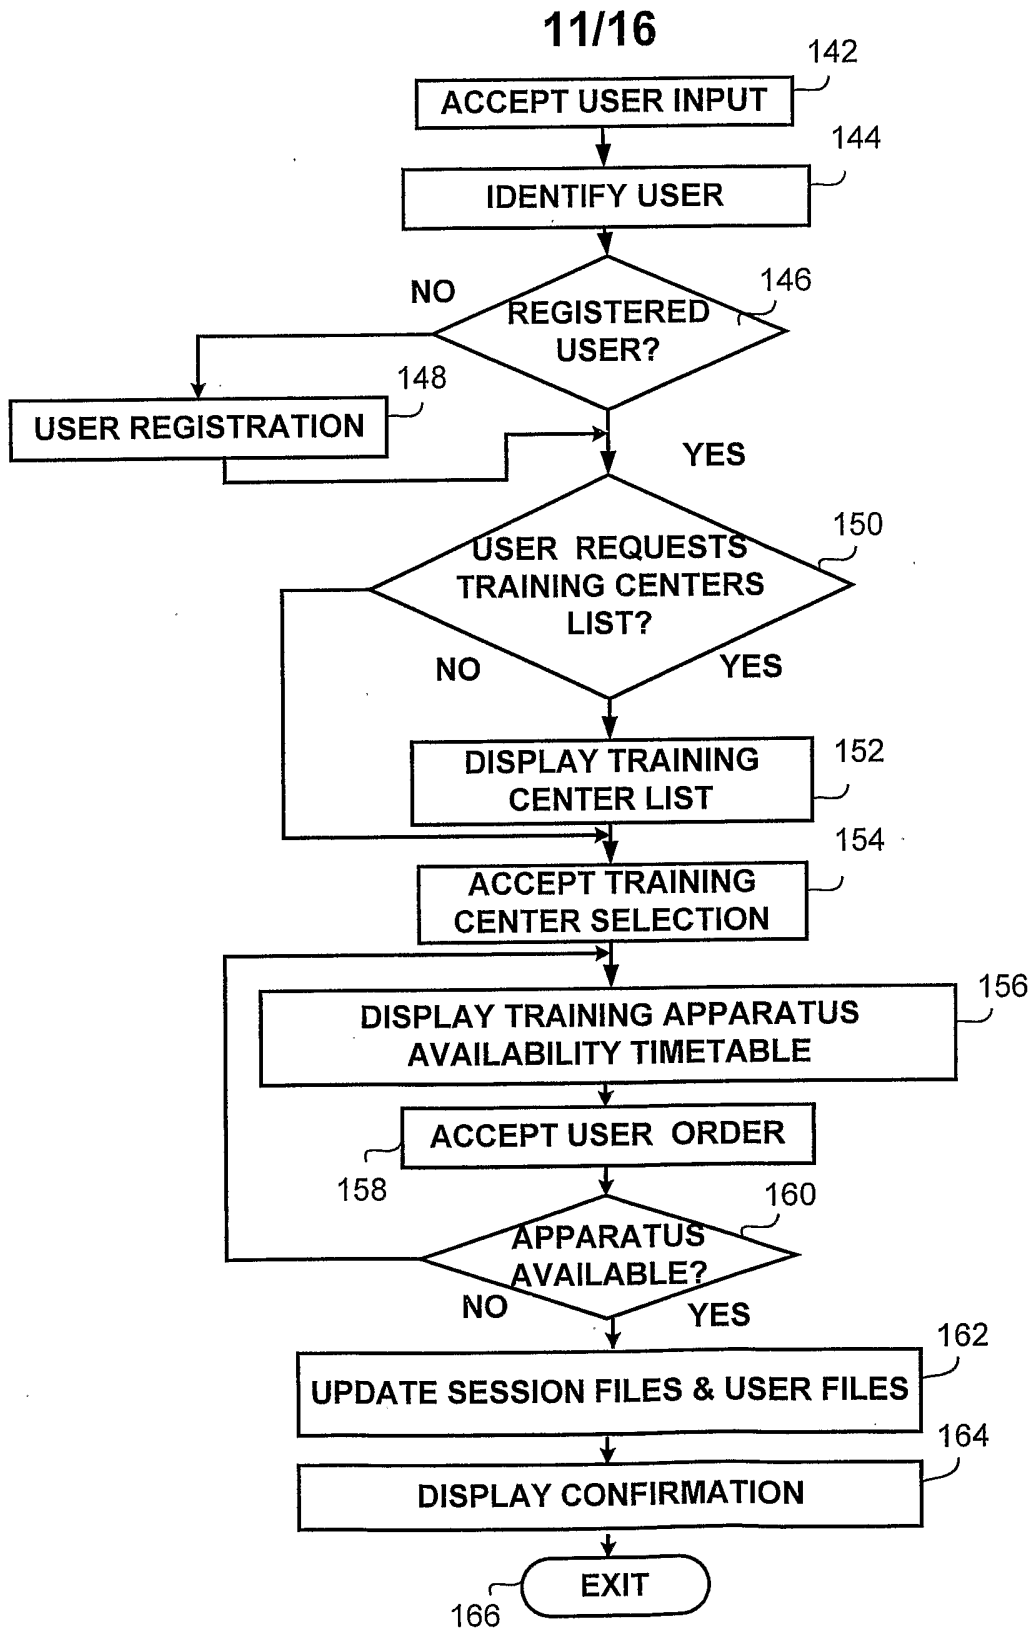 11/16
142
ACCEPT USER INPUT
144
IDENTIFY USER
146
NO
REGISTERED
USER?
148
USER REGISTRATION
YES
150
USER REQUESTS
TRAINING CENTERS
LIST?
NO
YES
152
DISPLAY TRAINING
CENTER LIST
154
ACCEPT TRAINING
CENTER SELECTION
156
DISPLAY TRAINING APPARATUS
AVAILABILITY TIMETABLE
ACCEPT USER ORDER
158
160
APPARATUS
AVAILABLE?
NO
YES
162
UPDATE SESSION FILES & USER FILES
164
DISPLAY CONFIRMATION
EXIT
166